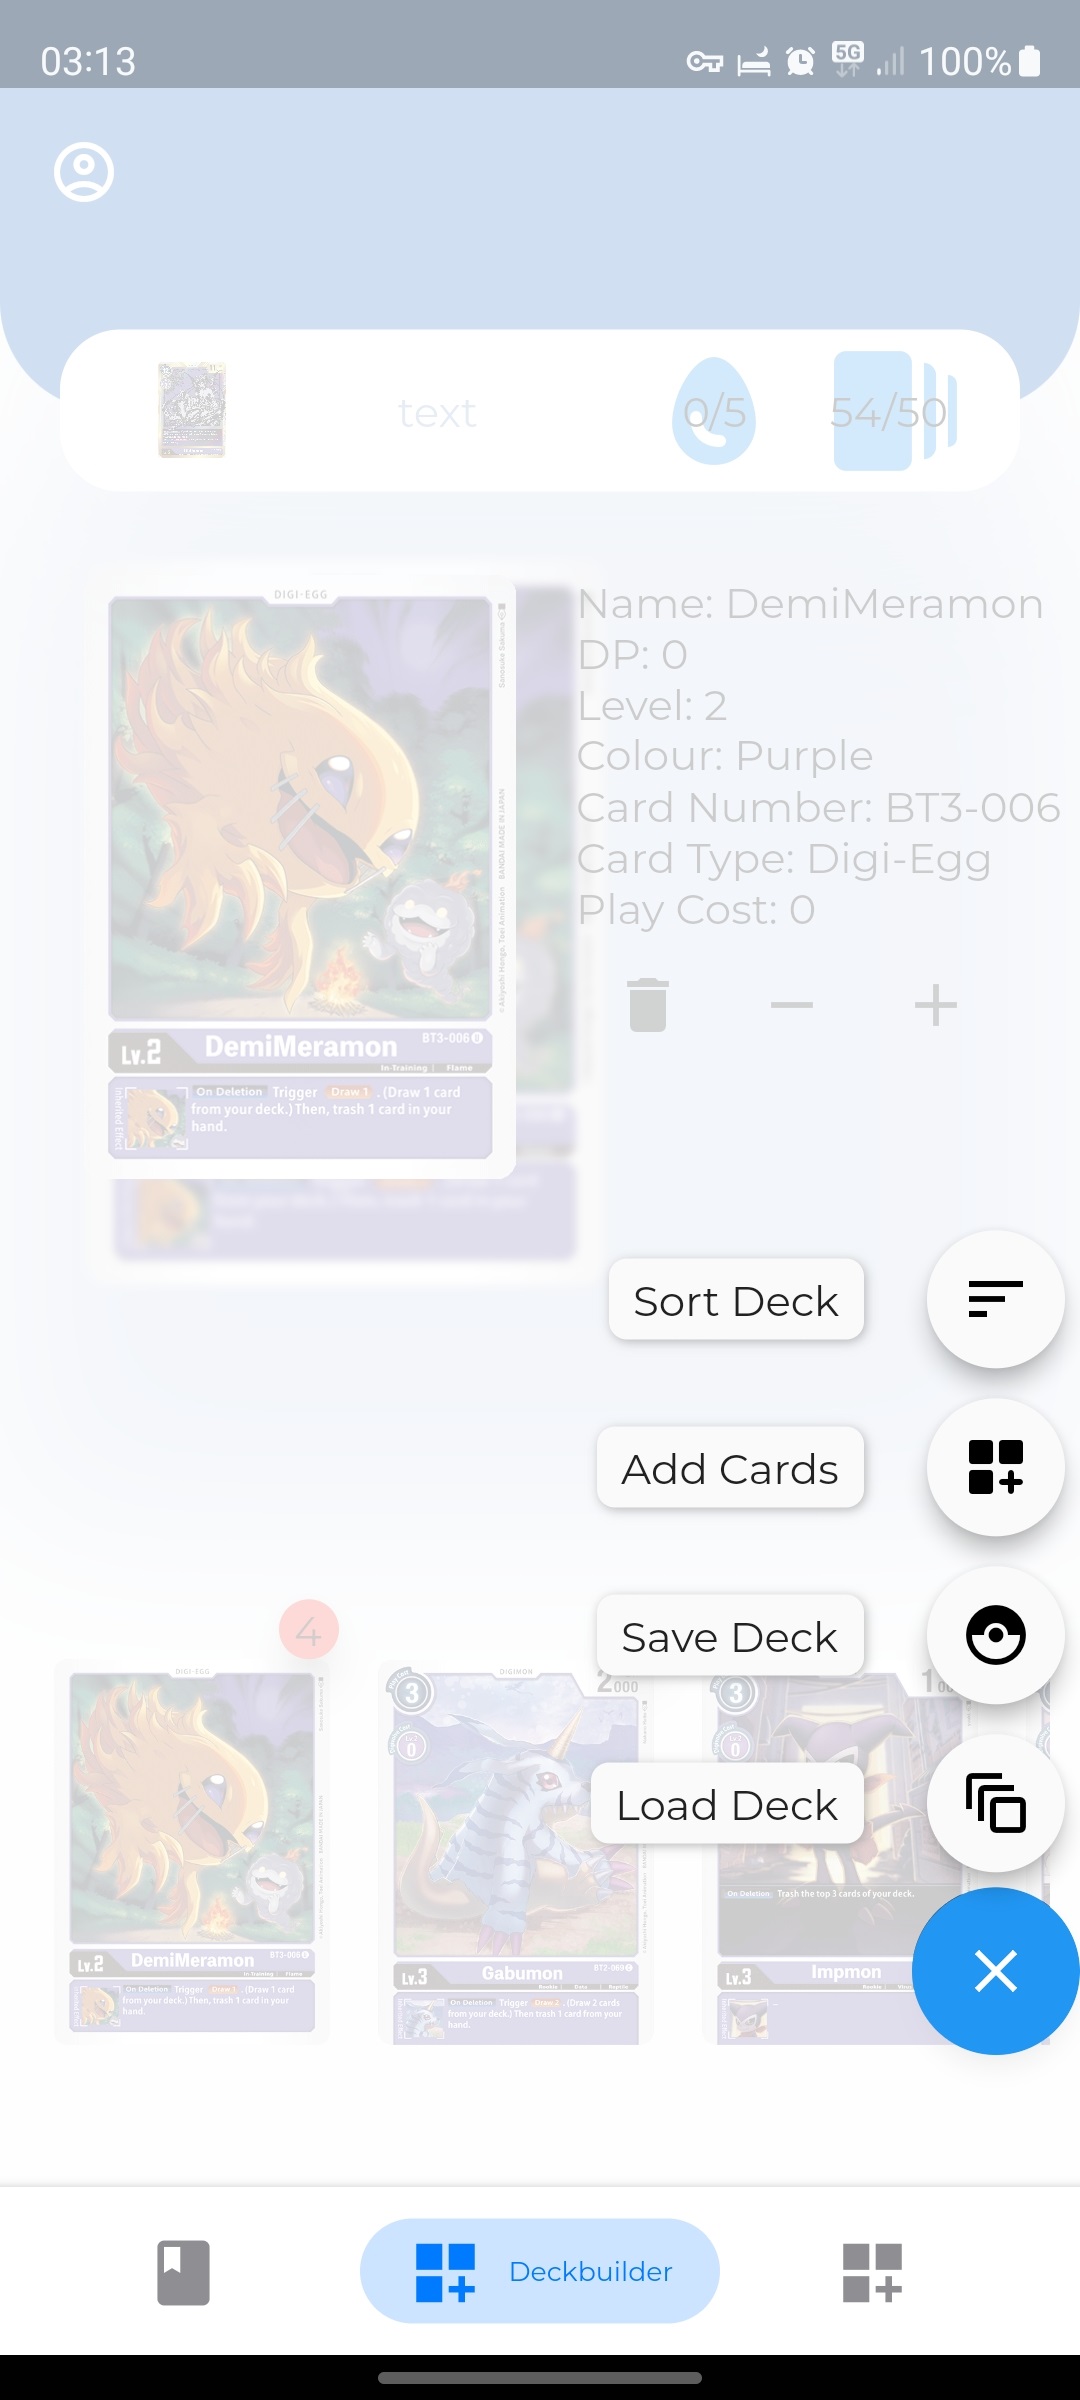 03:13
5G
100%
text
0/5
54/50
DIGI-EGG
Name: DemiMeramon
DP: 0
Level: 2
Colour: Purple
Card Number: BT3-006
Card Type: Digi-Egg
Play Cost: 0
Lv.2
DemiMeramon
BT3-006
In-Training | Flame
On Deletion Trigger Draw 1. (Draw 1 card
from your deck.) Then, trash 1 card in your
hand.
Inherited Effect
Sort Deck
Add Cards
Save Deck
Load Deck
4
DIGI-EGG
Lv.2
DemiMeramon
BT3-006
In-Training | Flame
On Deletion Trigger Draw 1. (Draw 1 card
from your deck.) Then, trash 1 card in your
hand.
DIGIMON
3
2000
0
Lv.3
Gabumon
BT2-069
On Deletion Trigger Draw 2. (Draw 2 cards
from your deck.) Then trash 1 card from your
hand.
3
0
On Deletion Trash the top 3 cards of your deck.
Lv.3
Impmon
Deckbuilder